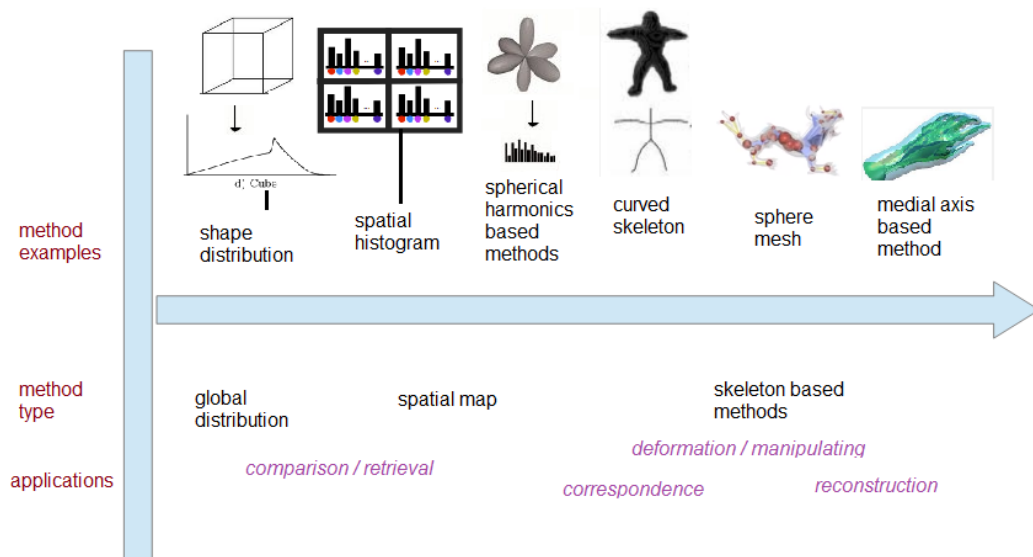 d) Cube
method
examples
shape
distribution
spatial
histogram
spherical
harmonics
based
methods
curved
skeleton
sphere
mesh
medial axis
based
method
method
type
global
distribution
spatial map
skeleton based
methods
applications
comparison / retrieval
deformation / manipulating
correspondence
reconstruction